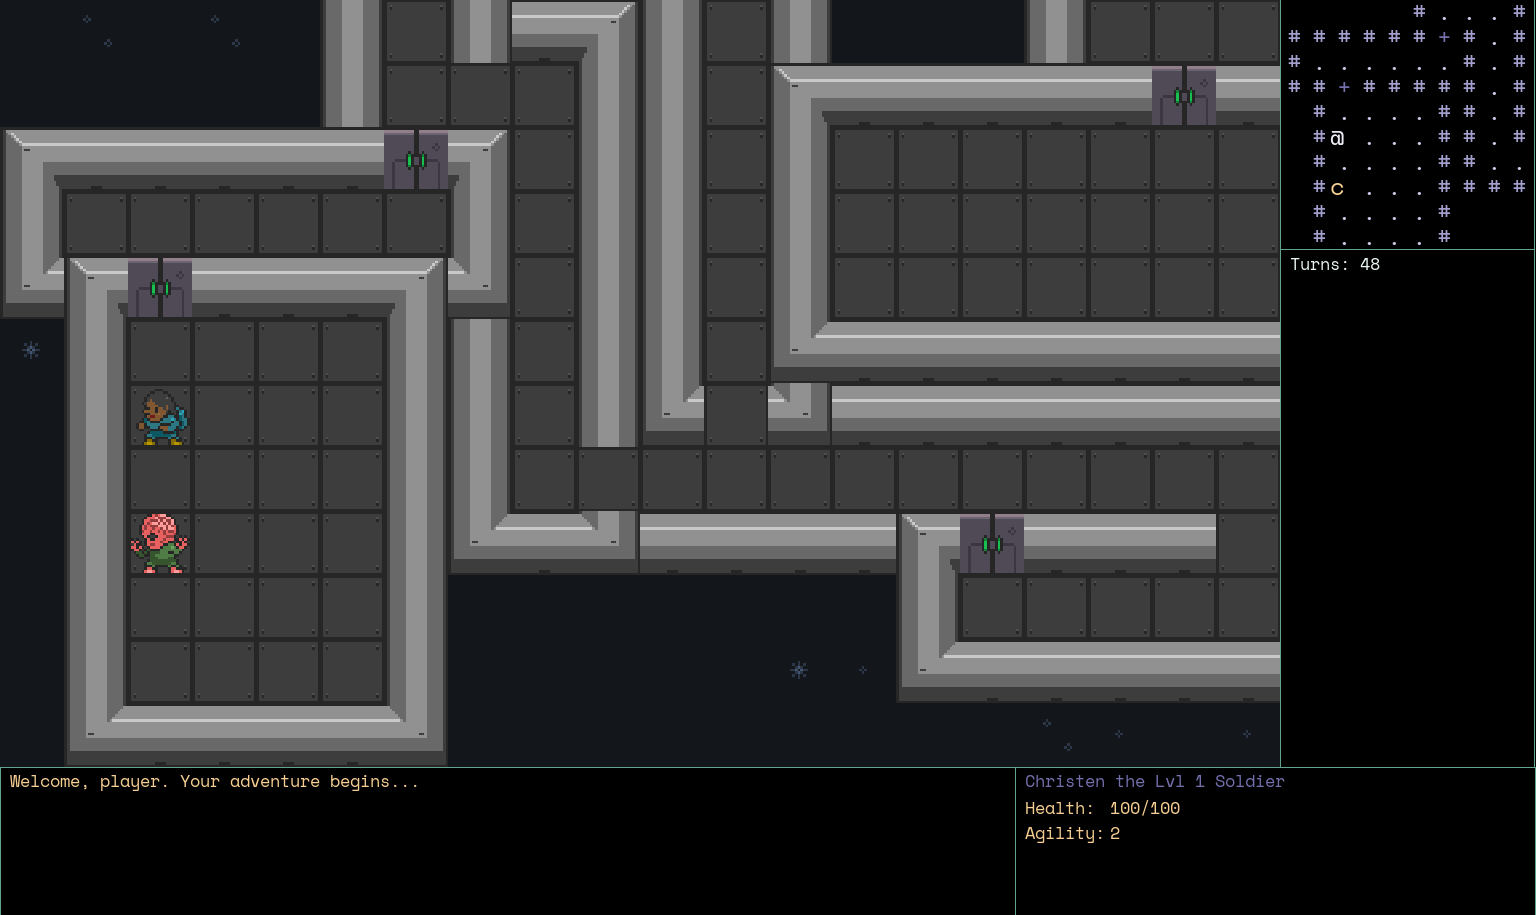 # . . . #
# # # # # # + # . #
# . . . . . . # . #
# # + # # # # # . #
# . . . . # # . #
# @ . . . # # . #
# . . . . # # . .
# c . . . # # # #
# . . . . #
# . . . . #
Turns: 48
Welcome, player. Your adventure begins...
Christen the Lvl 1 Soldier
Health: 100/100
Agility: 2